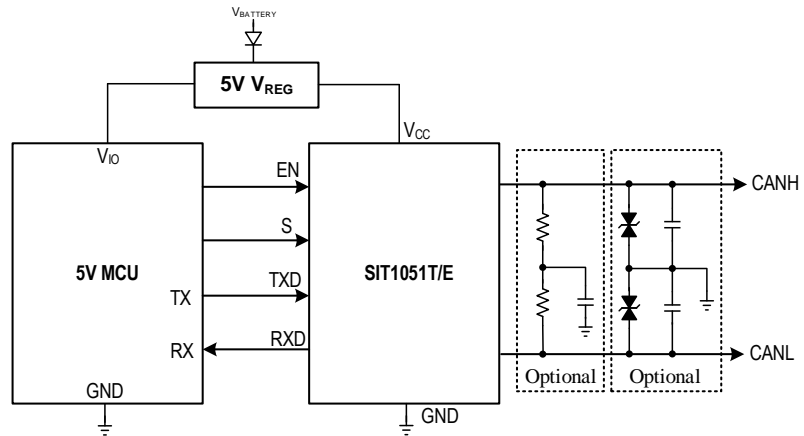 VBATTERY
5V VREG
VCC
VIO
EN
CANH
S
5V MCU
SIT1051T/E
TX
TXD
RX
RXD
CANL
Optional
Optional
GND
GND